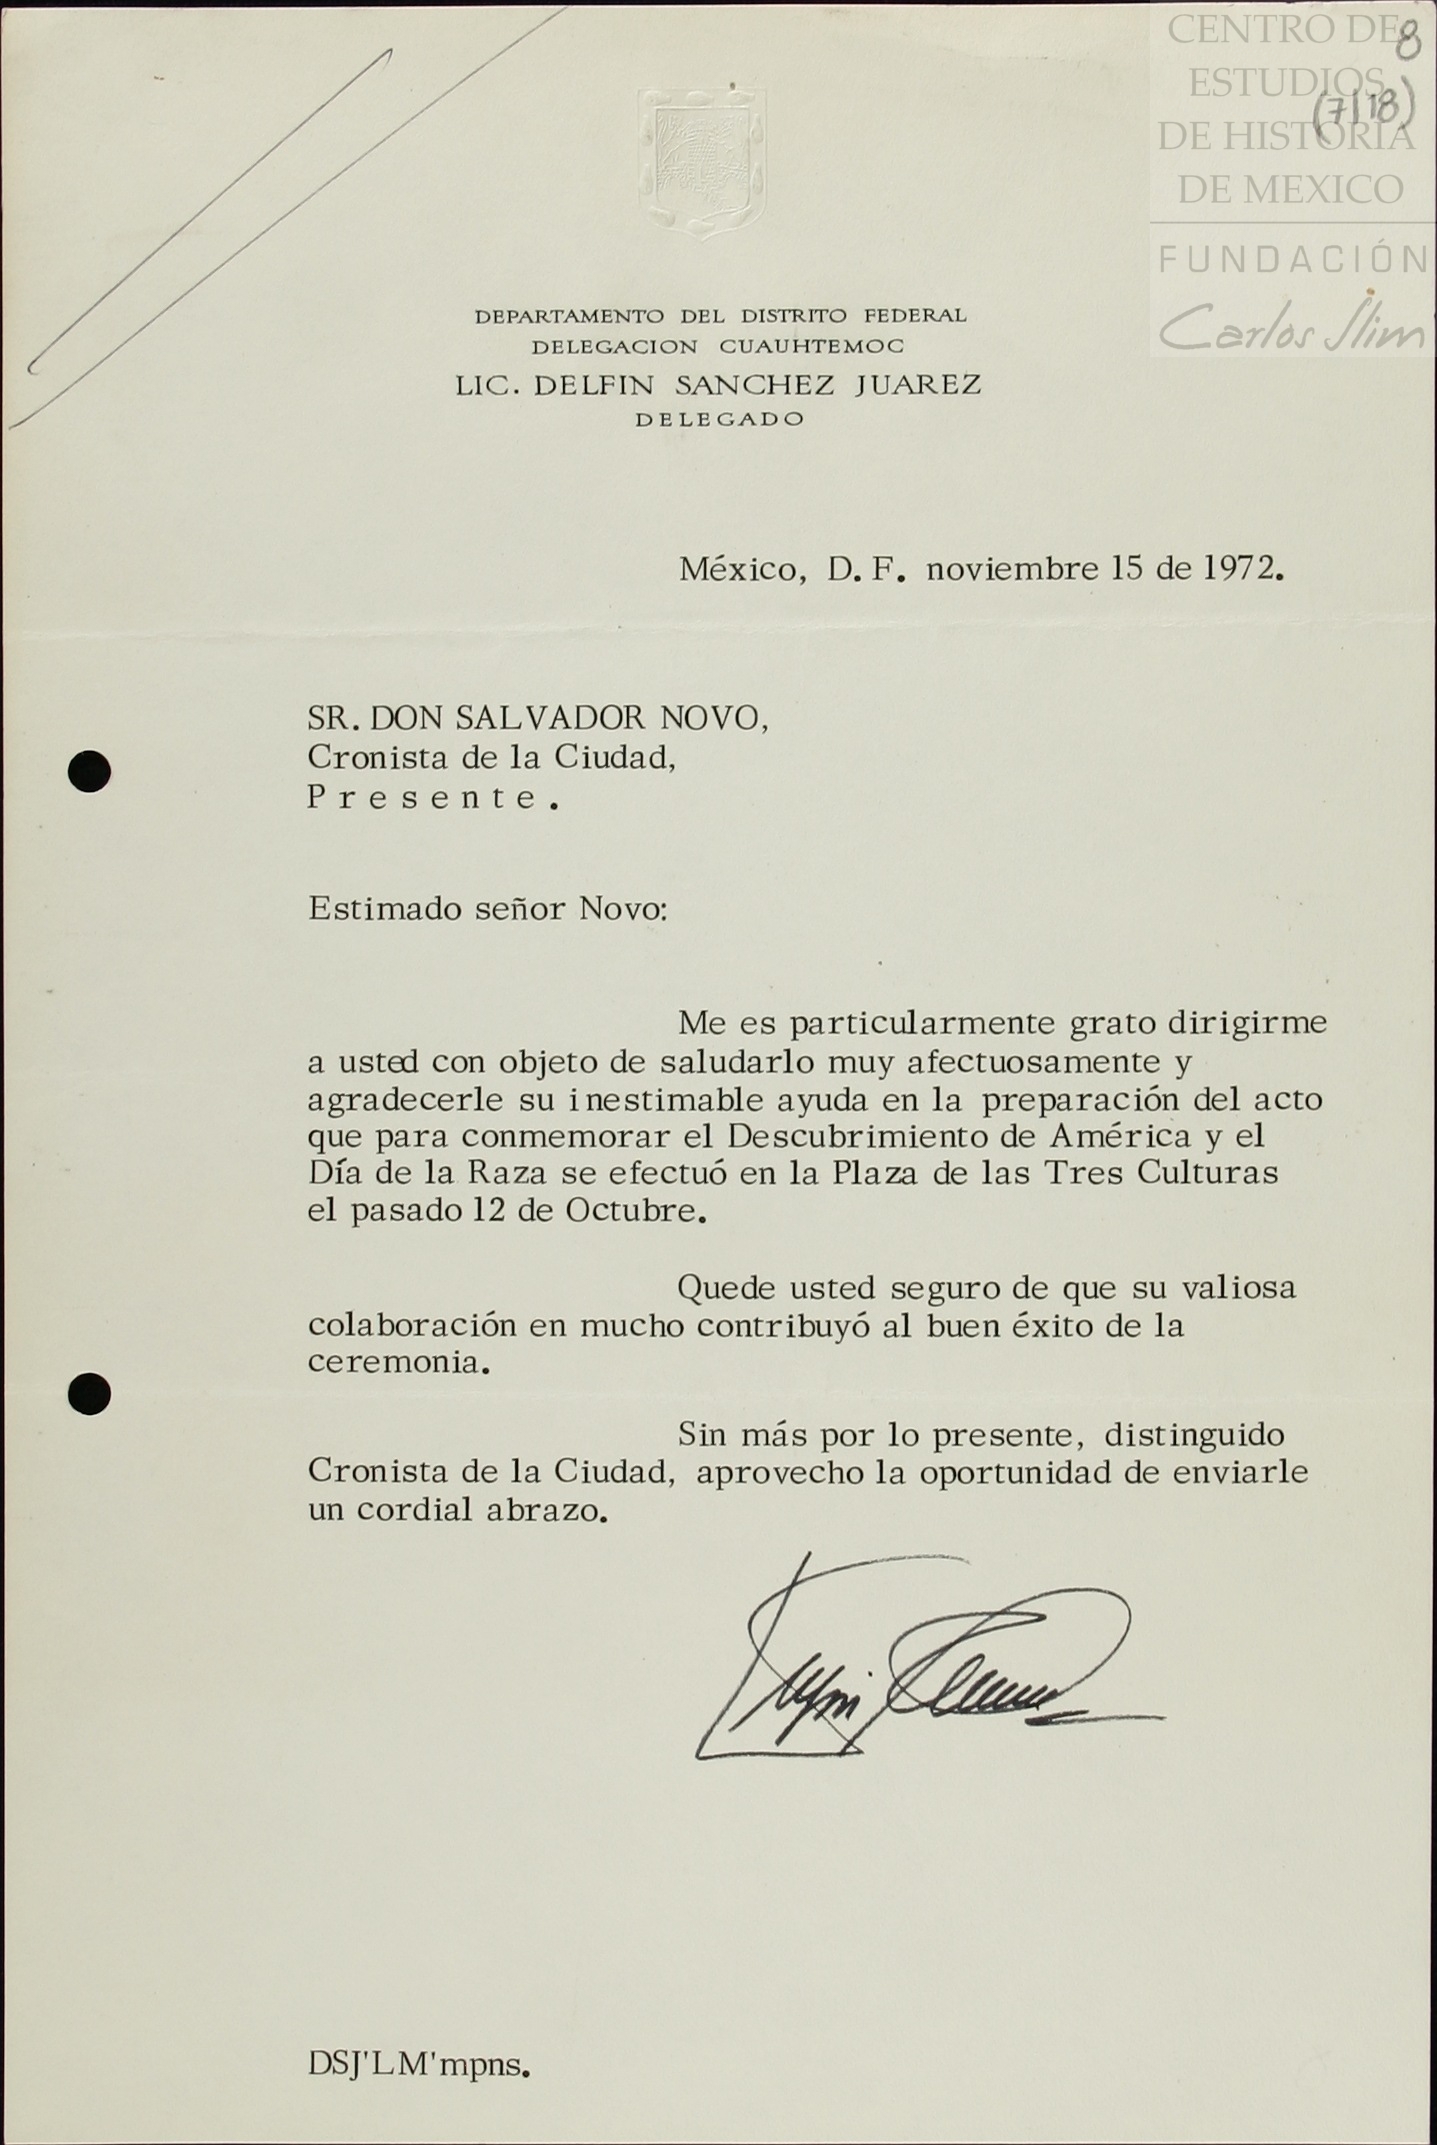 CENTRO DE
ESTUDIOS
DE HISTORIA
DE MEXICO
FUNDACIÓN
Carlos Slim
8
(7/18)
DEPARTAMENTO DEL DISTRITO FEDERAL
DELEGACION CUAUHTEMOC
LIC. DELFIN SANCHEZ JUAREZ
DELEGADO
México, D. F. noviembre 15 de 1972.
SR. DON SALVADOR NOVO,
Cronista de la Ciudad,
P r e s e n t e .
Estimado señor Novo:
Me es particularmente grato dirigirme
a usted con objeto de saludarlo muy afectuosamente y
agradecerle su inestimable ayuda en la preparación del acto
que para conmemorar el Descubrimiento de América y el
Día de la Raza se efectuó en la Plaza de las Tres Culturas
el pasado 12 de Octubre.
Quede usted seguro de que su valiosa
colaboración en mucho contribuyó al buen éxito de la
ceremonia.
Sin más por lo presente, distinguido
Cronista de la Ciudad, aprovecho la oportunidad de enviarle
un cordial abrazo.
DSJ'LM'mpns.